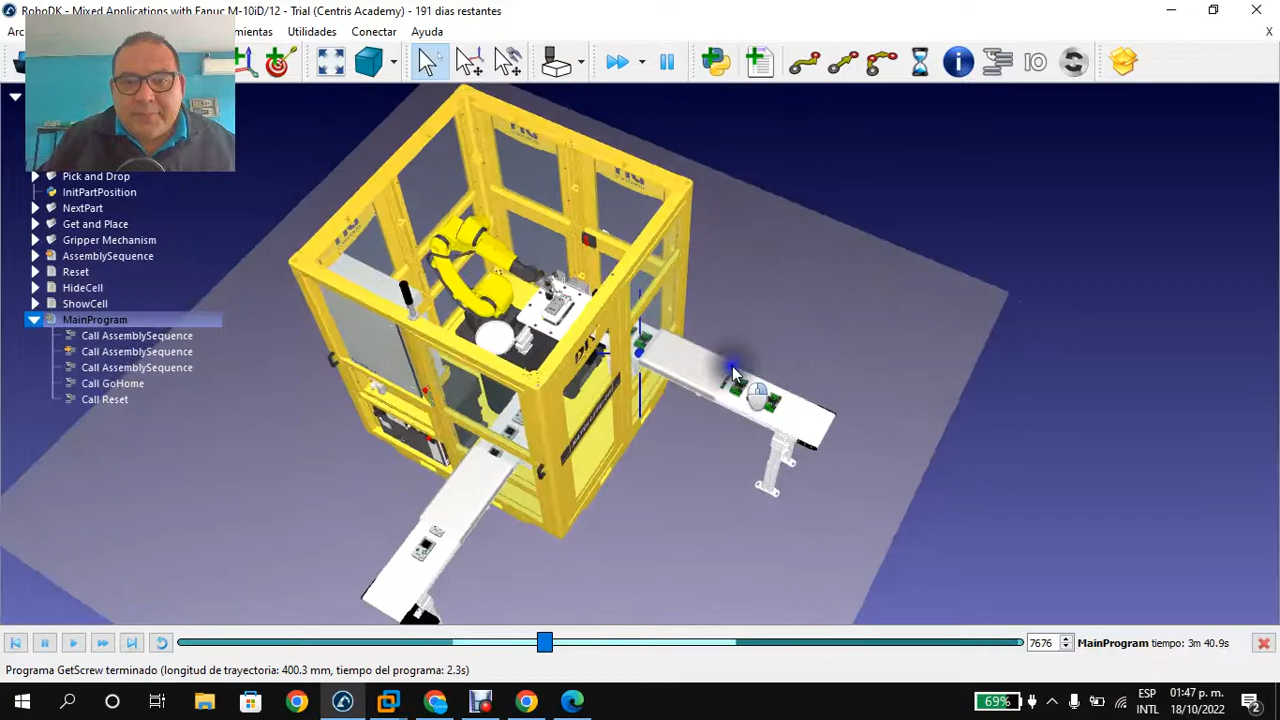 RoboDK - Mixed Applications with Fanuc M-10iD/12 - Trial (Centris Academy) - 191 dias restantes
Utilidades
Conectar
Ayuda
X
IO
Pick and Drop
InitPartPosition
NextPart
Get and Place
Gripper Mechanism
AssemblySequence
Reset
HideCell
ShowCell
MainProgram
Call AssemblySequence
Call AssemblySequence
Call AssemblySequence
Call GoHome
Call Reset
7676
MainProgram tiempo: 3m 40.9s
Programa GetScrew terminado (longitud de trayectoria: 400.3 mm, tiempo del programa: 2.3s)
69%
ESP
INTL
01:47 p. m.
18/10/2022
2